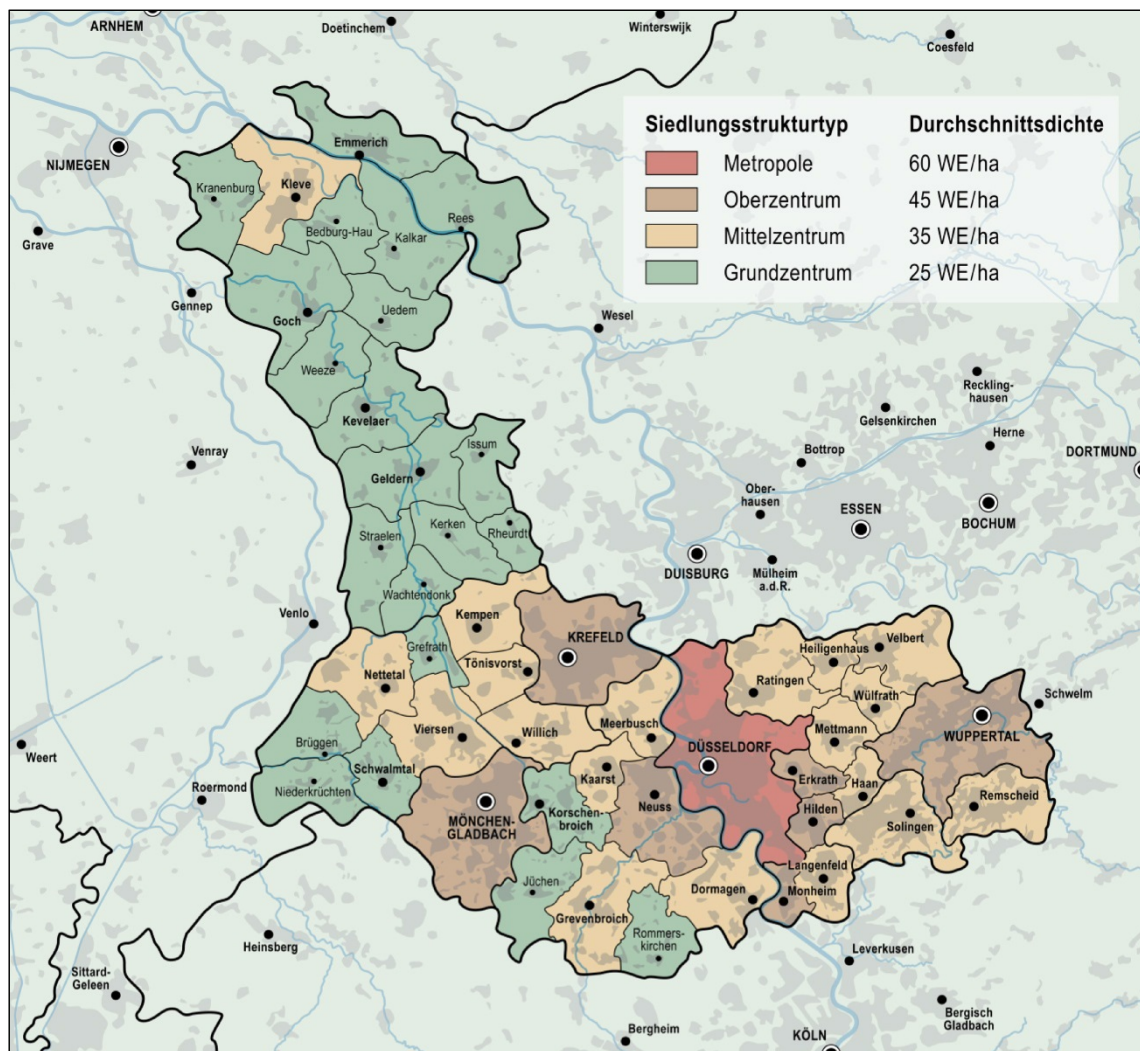 ARNHEM
Doetinchem
Winterswijk
Coesfeld
Siedlungsstrukturtyp Durchschnittsdichte
Metropole 60 WE/ha
Oberzentrum 45 WE/ha
Mittelzentrum 35 WE/ha
Grundzentrum 25 WE/ha
NIJMEGEN
Emmerich
Kranenburg
Kleve
Bedburg-Hau
Rees
Grave
Kalkar
Gennep
Goch
Uedem
Wesel
Weeze
Reckling-
hausen
Kevelaer
Gelsenkirchen
Herne
Issum
Bottrop
DORTMUND
Venray
Geldern
Ober-
hausen
ESSEN
BOCHUM
Straelen
Kerken
Rheurdt
DUISBURG
Mülheim
a.d.R.
Wachtendonk
Venlo
Kempen
KREFELD
Grefrath
Heiligenhaus
Velbert
Nettetal
Tönisvorst
Ratingen
Wülfrath
Schwelm
Viersen
Willich
Meerbusch
Mettmann
WUPPERTAL
Weert
Brüggen
DÜSSELDORF
Schwalmtal
Kaarst
Erkrath
Haan
Roermond
Niederkrüchten
MÖNCHEN-
GLADBACH
Korschen-
broich
Neuss
Hilden
Solingen
Remscheid
Langenfeld
Jüchen
Dormagen
Monheim
Grevenbroich
Heinsberg
Rommers-
kirchen
Leverkusen
Sittard-
Geleen
Bergisch
Gladbach
Bergheim
KÖLN